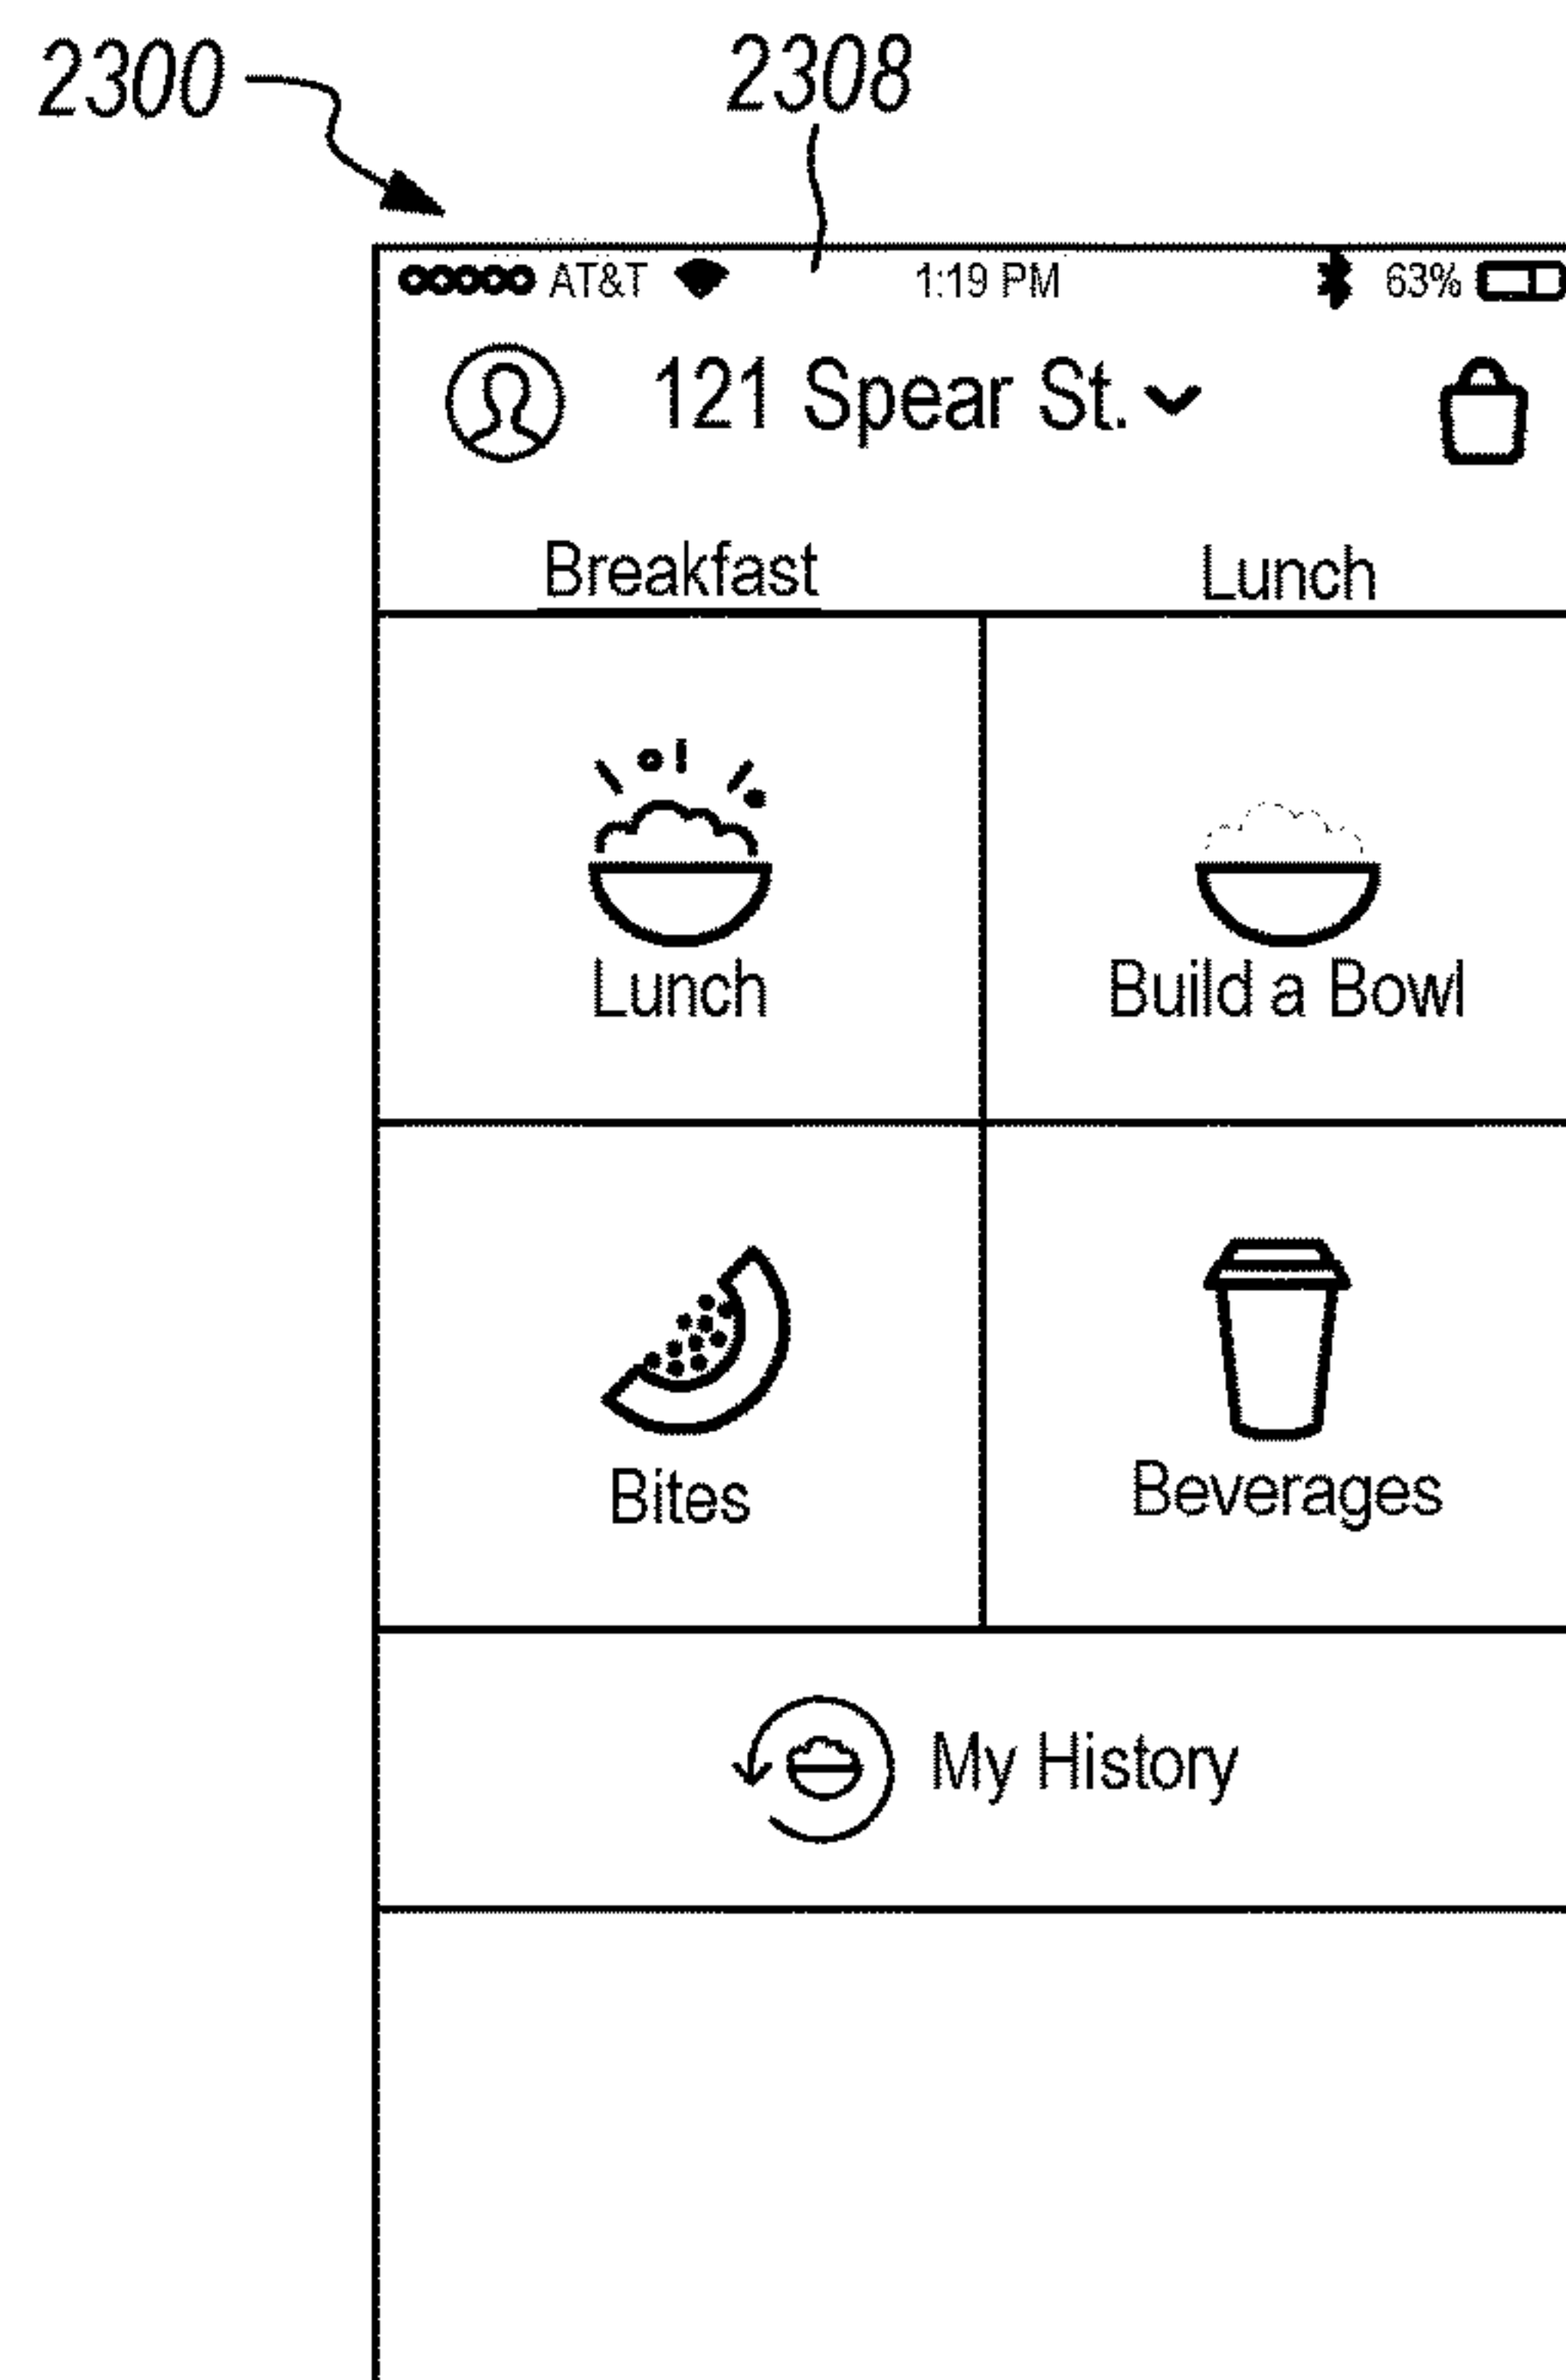 2300 2308
AT&T 1:19 PM 63%
121 Spear St.
Breakfast Lunch
Lunch Build a Bowl
Bites Beverages
My History